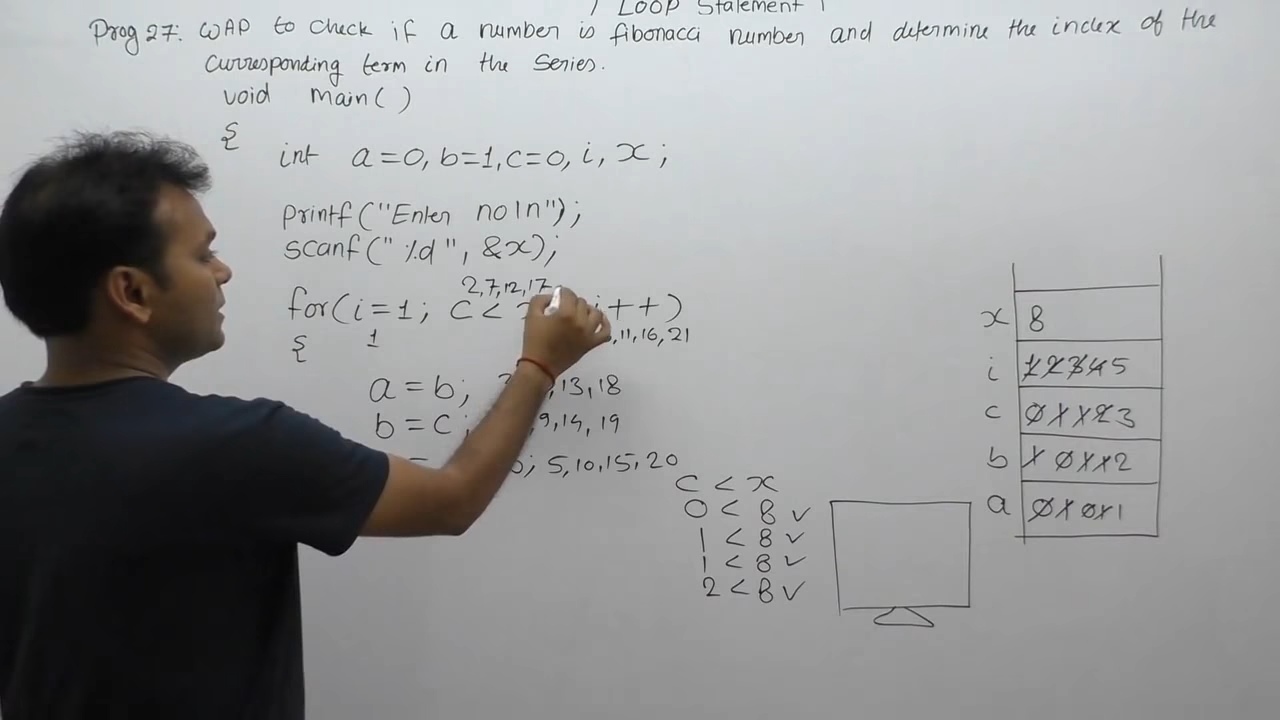 LOOP Statement
Prog 27: WAP to check if a number is fibonacci number and determine the index of the
curresponding term in the series.
void main( )
{
int a=0, b=1, c=0, i, x;
printf("Enter no\n");
scanf("%d", &x);
2,7,12,17
for(i=1; c< i++)
{ 1 ,11,16,21
a=b; ,13,18
b=c; 9,14,19
b; 5,10,15,20
c < x
0 < 8 ✓
1 < 8 ✓
1 < 8 ✓
2 < 8 ✓
x 8
i 1 2 3 4 5
c 0 1 1 2 3
b 1 0 1 1 2
a 0 1 0 1 1